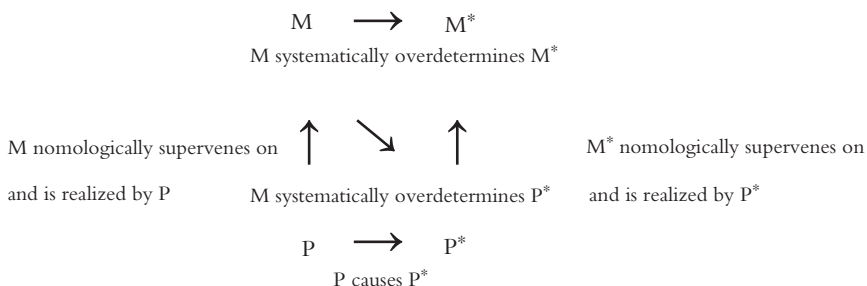 M → M*
M systematically overdetermines M*
M nomologically supervenes on
and is realized by P
↑ ↘ ↑
M* nomologically supervenes on
and is realized by P*
M systematically overdetermines P*
P → P*
P causes P*